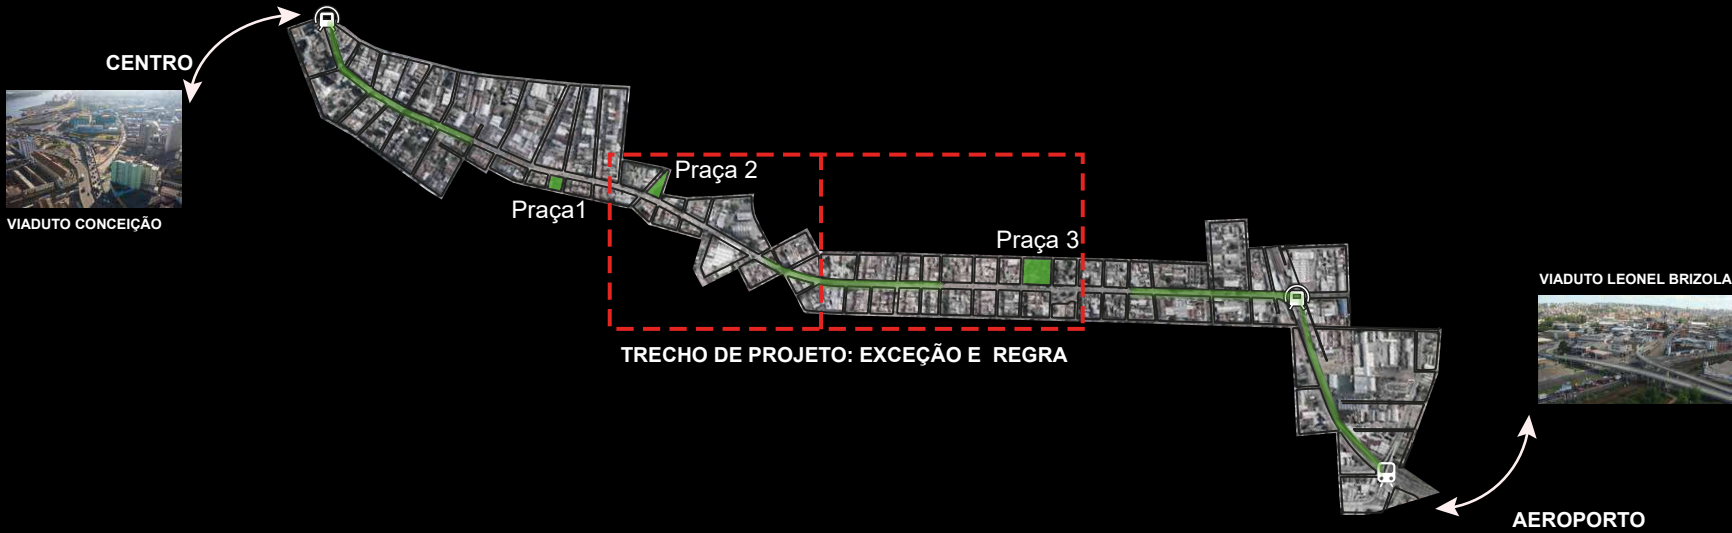 CENTRO
VIADUTO CONCEIÇÃO
Praça1
Praça 2
Praça 3
TRECHO DE PROJETO: EXCEÇÃO E  REGRA
VIADUTO LEONEL BRIZOLA
AEROPORTO